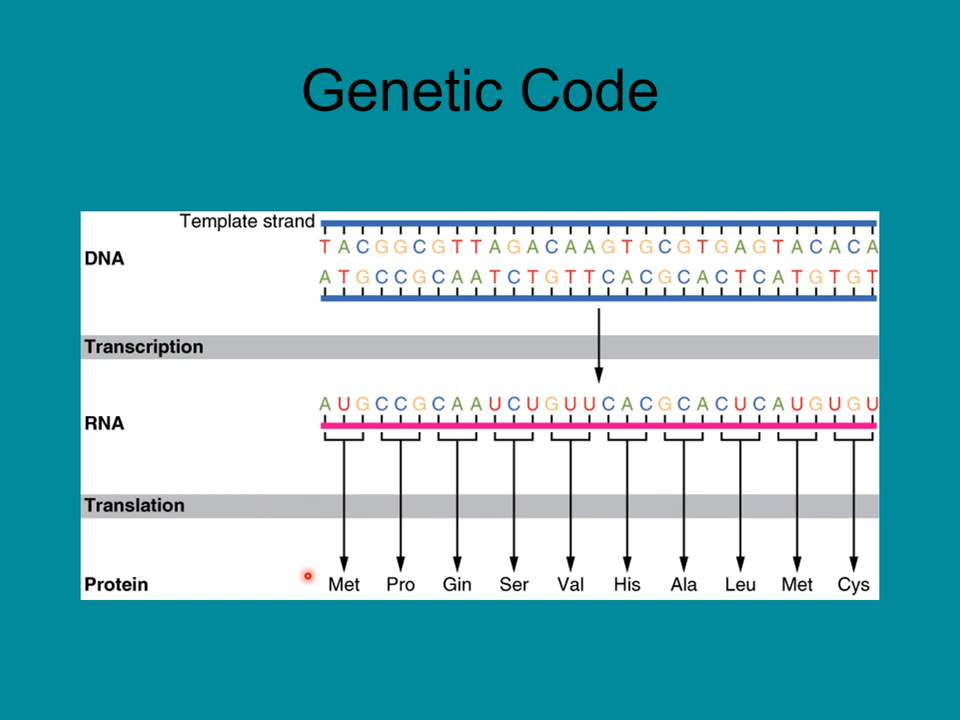 Genetic Code
Template strand
DNA
T A C G G C G T T A G A C A A G T G C G T G A G T A C A C A
A T G C C G C A A T C T G T T C A C G C A C T C A T G T G T
Transcription
RNA
A U G C C G C A A U C U G U U C A C G C A C U C A U G U G U
Translation
Protein Met Pro Gin Ser Val His Ala Leu Met Cys